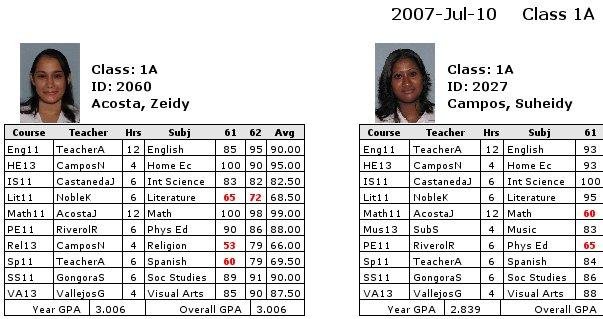 2007-Jul-10 Class 1A
Class: 1A
ID: 2060
Acosta, Zeidy
Course Teacher Hrs Subj 61 62 Avg
Eng11 TeacherA 12 English 85 95 90.00
HE13 CamposN 4 Home Ec 100 90 95.00
IS11 CastanedaJ 6 Int Science 83 82 82.50
Lit11 NobleK 6 Literature 65 72 68.50
Math11 AcostaJ 12 Math 100 98 99.00
PE11 RiverolR 6 Phys Ed 90 86 88.00
Rel13 CamposN 4 Religion 53 79 66.00
Sp11 TeacherA 6 Spanish 60 79 69.50
SS11 GongoraS 6 Soc Studies 89 91 90.00
VA13 VallejosG 4 Visual Arts 85 90 87.50
Year GPA 3.006 Overall GPA 3.006
Class: 1A
ID: 2027
Campos, Suheidy
Course Teacher Hrs Subj 61
Eng11 TeacherA 12 English 93
HE13 CamposN 4 Home Ec 93
IS11 CastanedaJ 6 Int Science 100
Lit11 NobleK 6 Literature 95
Math11 AcostaJ 12 Math 60
Mus13 SubS 4 Music 83
PE11 RiverolR 6 Phys Ed 65
Sp11 TeacherA 6 Spanish 84
SS11 GongoraS 6 Soc Studies 86
VA13 VallejosG 4 Visual Arts 88
Year GPA 2.839 Overall GPA